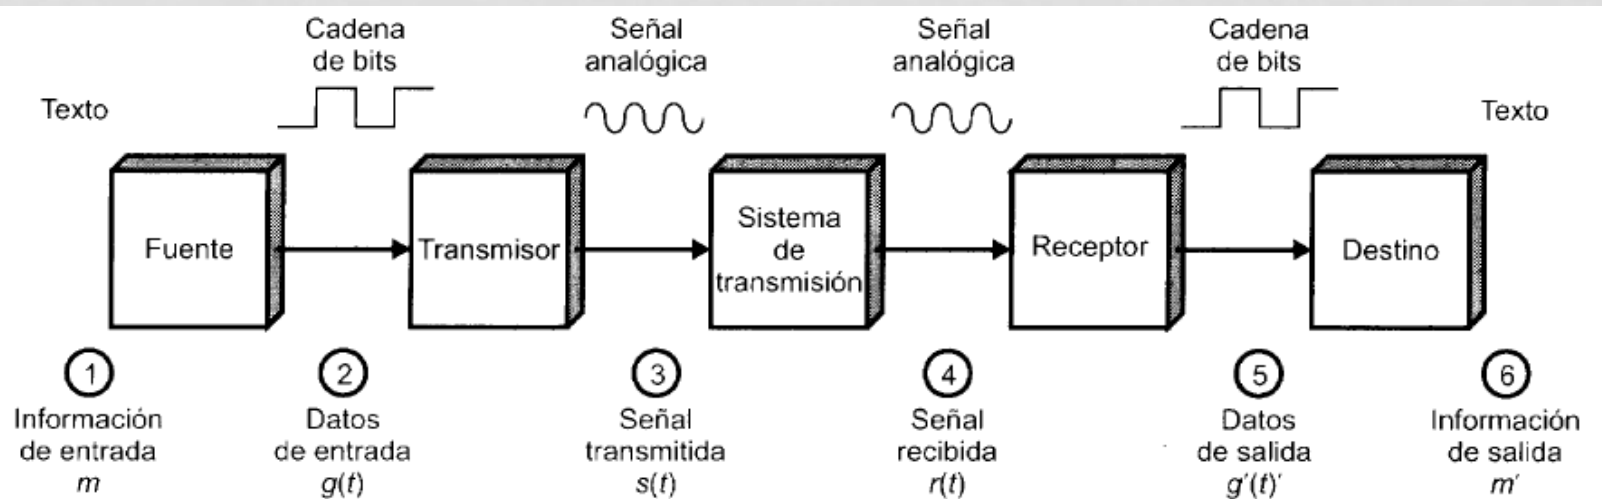 Cadena
de bits
Señal
analógica
Señal
analógica
Cadena
de bits
Texto
Texto
Fuente
Transmisor
Sistema
de
transmisión
Receptor
Destino
1
Información
de entrada
m
2
Datos
de entrada
g(t)
3
Señal
transmitida
s(t)
4
Señal
recibida
r(t)
5
Datos
de salida
g'(t)'
6
Información
de salida
m'